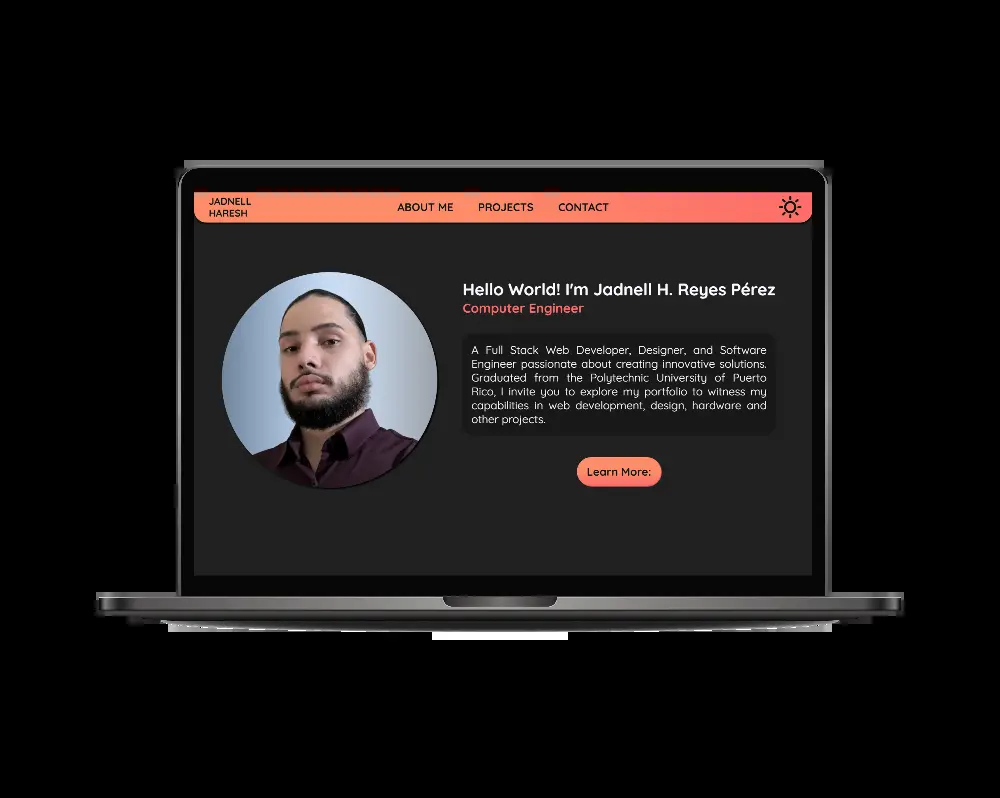 JADNELL
HARESH
ABOUT ME PROJECTS CONTACT
Hello World! I'm Jadnell H. Reyes Pérez
Computer Engineer
A Full Stack Web Developer, Designer, and Software
Engineer passionate about creating innovative solutions.
Graduated from the Polytechnic University of Puerto
Rico, I invite you to explore my portfolio to witness my
capabilities in web development, design, hardware and
other projects.
Learn More: